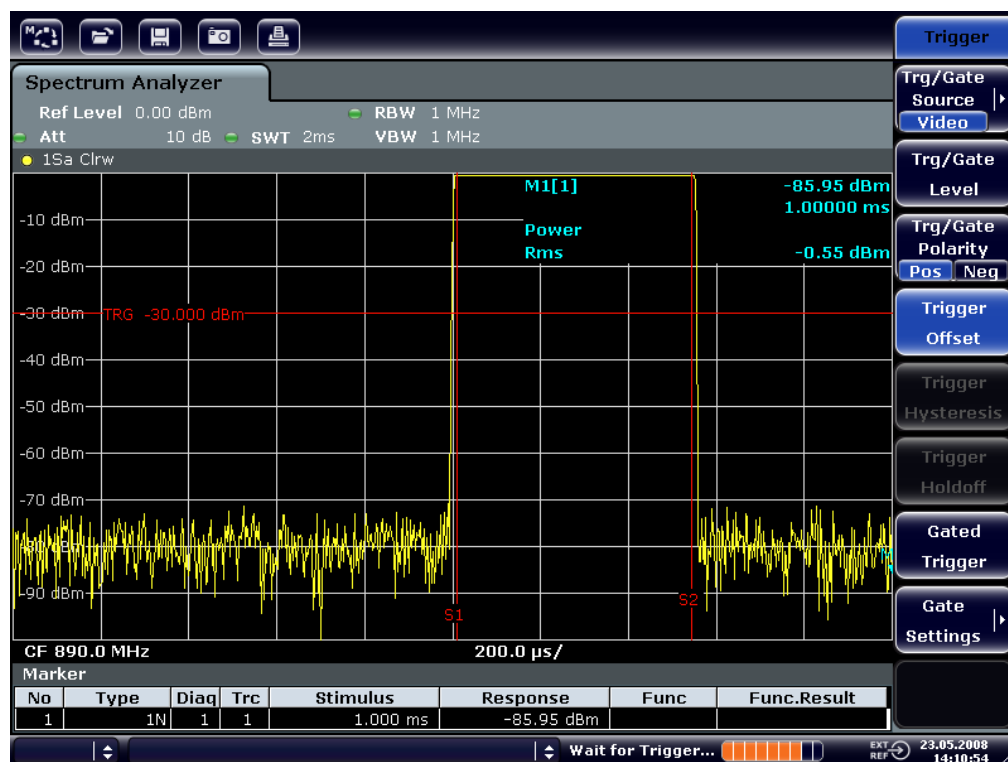 Trigger
Spectrum Analyzer
Ref Level 0.00 dBm RBW 1 MHz
Att 10 dB SWT 2ms VBW 1 MHz
1Sa Clrw
M1[1] -85.95 dBm
1.00000 ms
Power
Rms -0.55 dBm
-10 dBm
-20 dBm
-30 dBm
TRG -30.000 dBm
-40 dBm
-50 dBm
-60 dBm
-70 dBm
-80 dBm
-90 dBm
S1
S2
CF 890.0 MHz 200.0 µs/
Marker
No Type Diaq Trc Stimulus Response Func Func.Result
1 1N 1 1 1.000 ms -85.95 dBm
Wait for Trigger...
EXT REF
23.05.2008
14:10:54
Trg/Gate
Source
Video
Trg/Gate
Level
Trg/Gate
Polarity
Pos Neg
Trigger
Offset
Trigger
Hysteresis
Trigger
Holdoff
Gated
Trigger
Gate
Settings